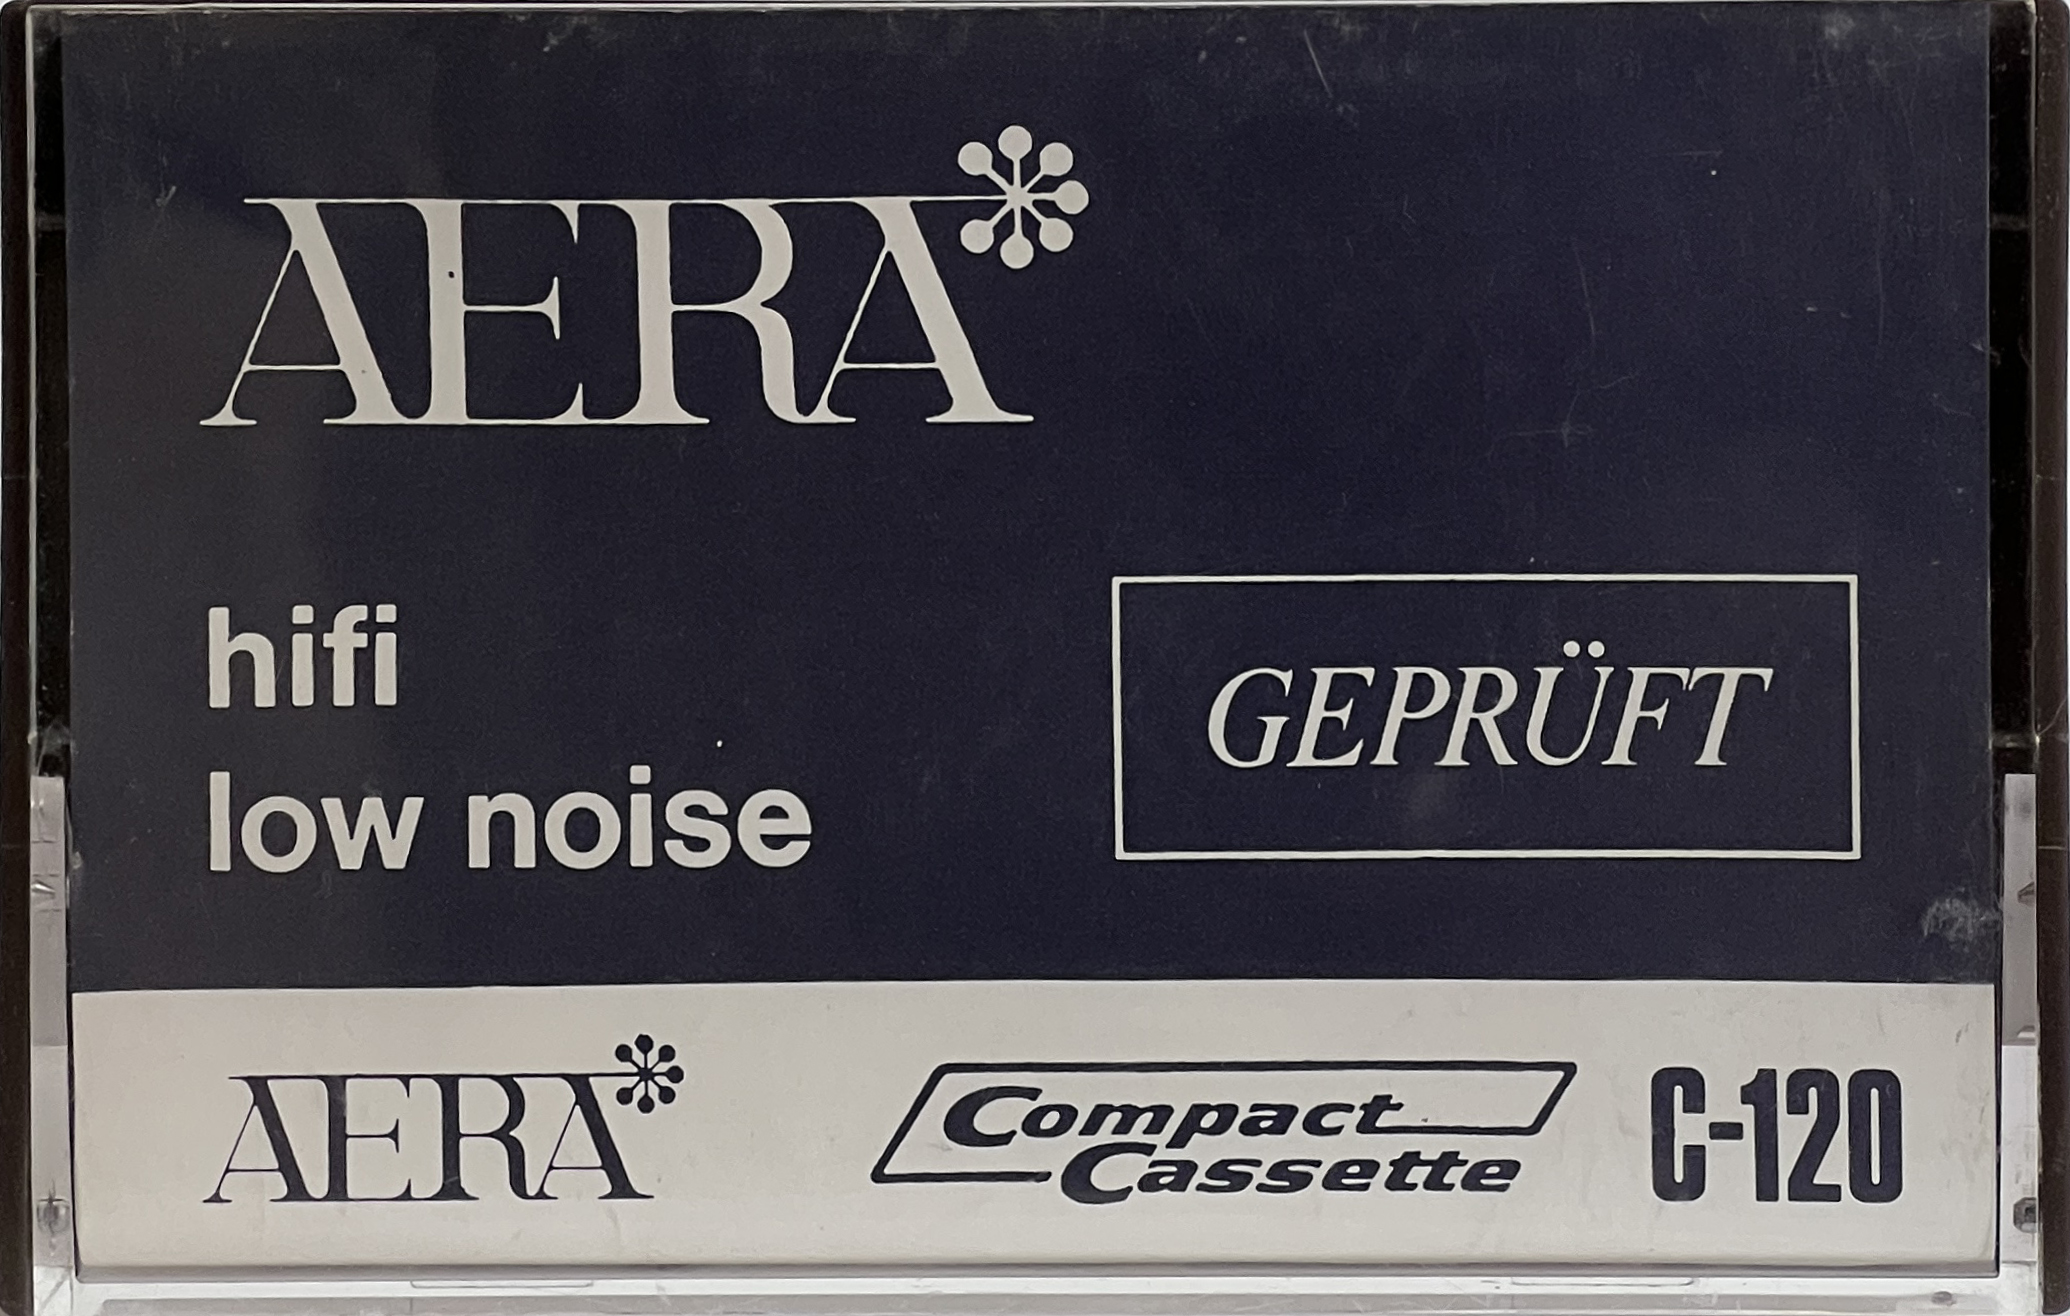 AERA
hifi
low noise
GEPRÜFT
AERA
Compact
Cassette
C-120